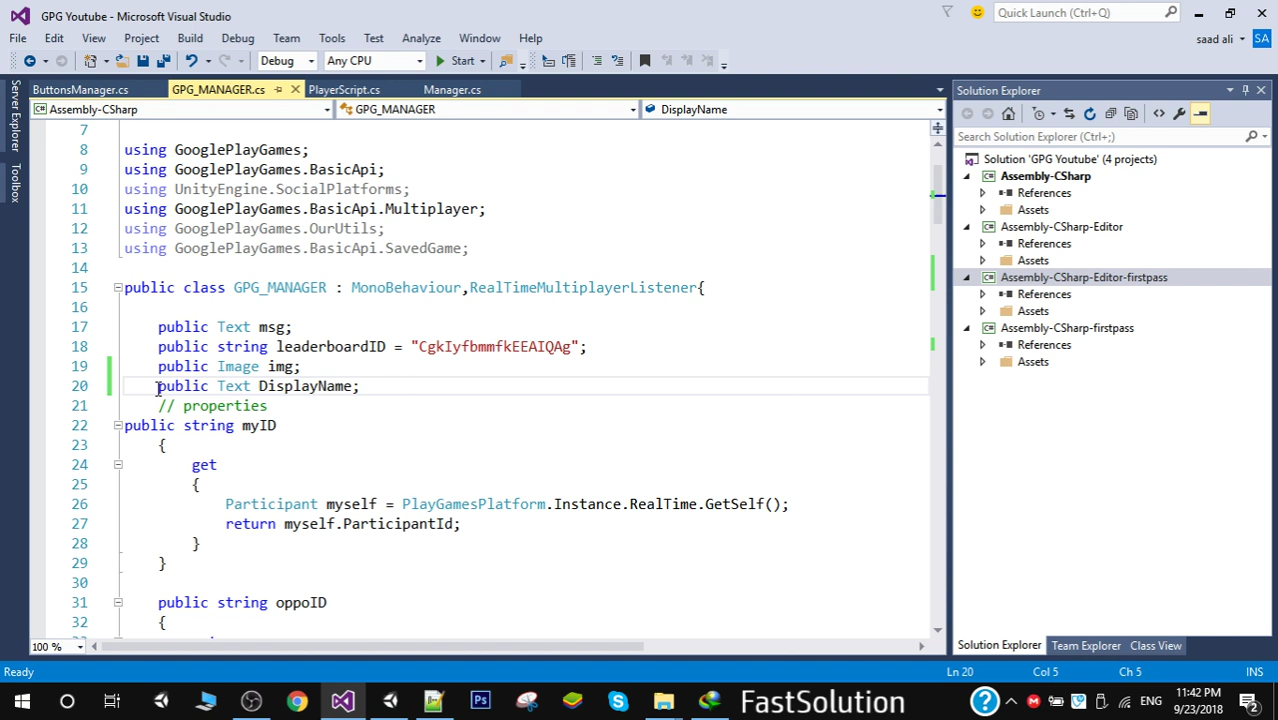 GPG Youtube - Microsoft Visual Studio
Quick Launch (Ctrl+Q)
File Edit View Project Build Debug Team Tools Test Analyze Window Help
saad ali SA
Debug Any CPU Start
ButtonsManager.cs GPG_MANAGER.cs PlayerScript.cs Manager.cs
Assembly-CSharp GPG_MANAGER DisplayName
Server Explorer
Toolbox
7
8 using GooglePlayGames;
9 using GooglePlayGames.BasicApi;
10 using UnityEngine.SocialPlatforms;
11 using GooglePlayGames.BasicApi.Multiplayer;
12 using GooglePlayGames.OurUtils;
13 using GooglePlayGames.BasicApi.SavedGame;
14
15 public class GPG_MANAGER : MonoBehaviour,RealTimeMultiplayerListener{
16
17 public Text msg;
18 public string leaderboardID = "CgkIyfbmmfkEEAIQAg";
19 public Image img;
20 public Text DisplayName;
21 // properties
22 public string myID
23 {
24 get
25 {
26 Participant myself = PlayGamesPlatform.Instance.RealTime.GetSelf();
27 return myself.ParticipantId;
28 }
29 }
30
31 public string oppoID
32 {
100 %
Solution Explorer
Search Solution Explorer (Ctrl+;)
Solution 'GPG Youtube' (4 projects)
Assembly-CSharp
References
Assets
Assembly-CSharp-Editor
References
Assets
Assembly-CSharp-Editor-firstpass
References
Assets
Assembly-CSharp-firstpass
References
Assets
Solution Explorer Team Explorer Class View
Ready Ln 20 Col 5 Ch 5 INS
Ps FastSolution ENG 11:42 PM
9/23/2018 2